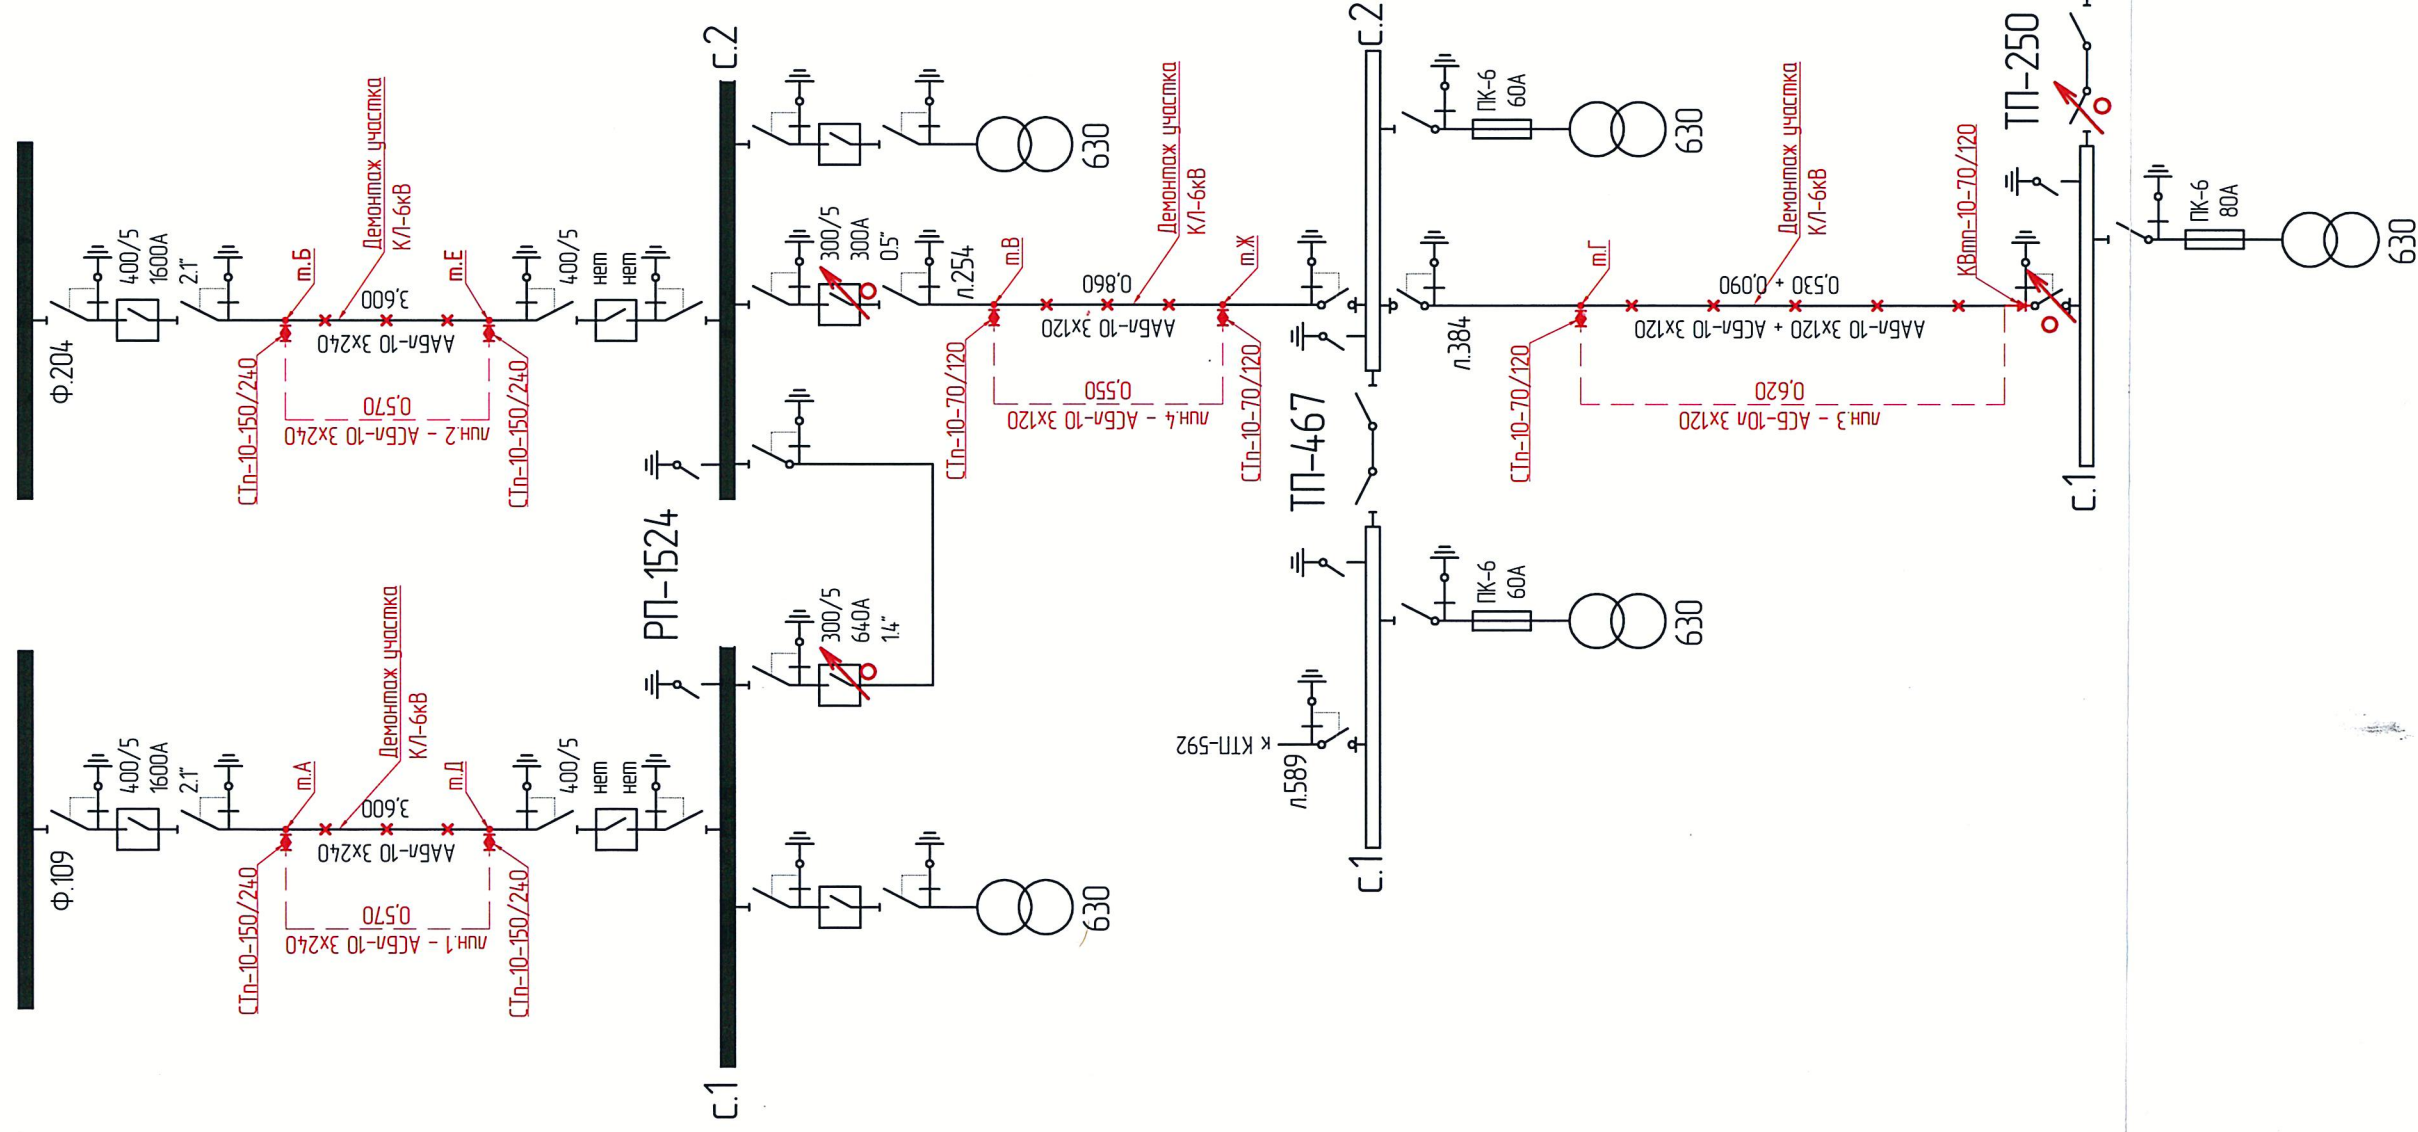 Ф.204
400/5
1600А
2.1"
т.Б
Демонтаж участка
КЛ-6кВ
3,600
ААБл-10 3х240
СТп-10-150/240
лин.2 - АСБл-10 3х240
0,570
т.Е
СТп-10-150/240
400/5
нет
нет
С.2
Ф.109
400/5
1600А
2.1"
т.А
Демонтаж участка
КЛ-6кВ
3,600
ААБл-10 3х240
СТп-10-150/240
лин.1 - АСБл-10 3х240
0,570
т.Д
СТп-10-150/240
400/5
нет
нет
с.1
РП-1524
630
300/5
300А
0.5"
л.254
300/5
640А
1.4"
630
т.В
Демонтаж участка
КЛ-6кВ
0,860
ААБл-10 3х120
СТп-10-70/120
лин.4 - АСБл-10 3х120
0,550
т.Ж
СТп-10-70/120
С.2
ТП-467
с.1
к КТП-592
л.589
ПК-6
60А
630
ПК-6
60А
630
л.384
т.Г
Демонтаж участка
КЛ-6кВ
0,530 + 0,090
ААБл-10 3х120 + АСБл-10 3х120
СТп-10-70/120
лин.3 - АСБ-10л 3х120
0,620
КВтп-10-70/120
ТП-250
с.1
ПК-6
80А
630